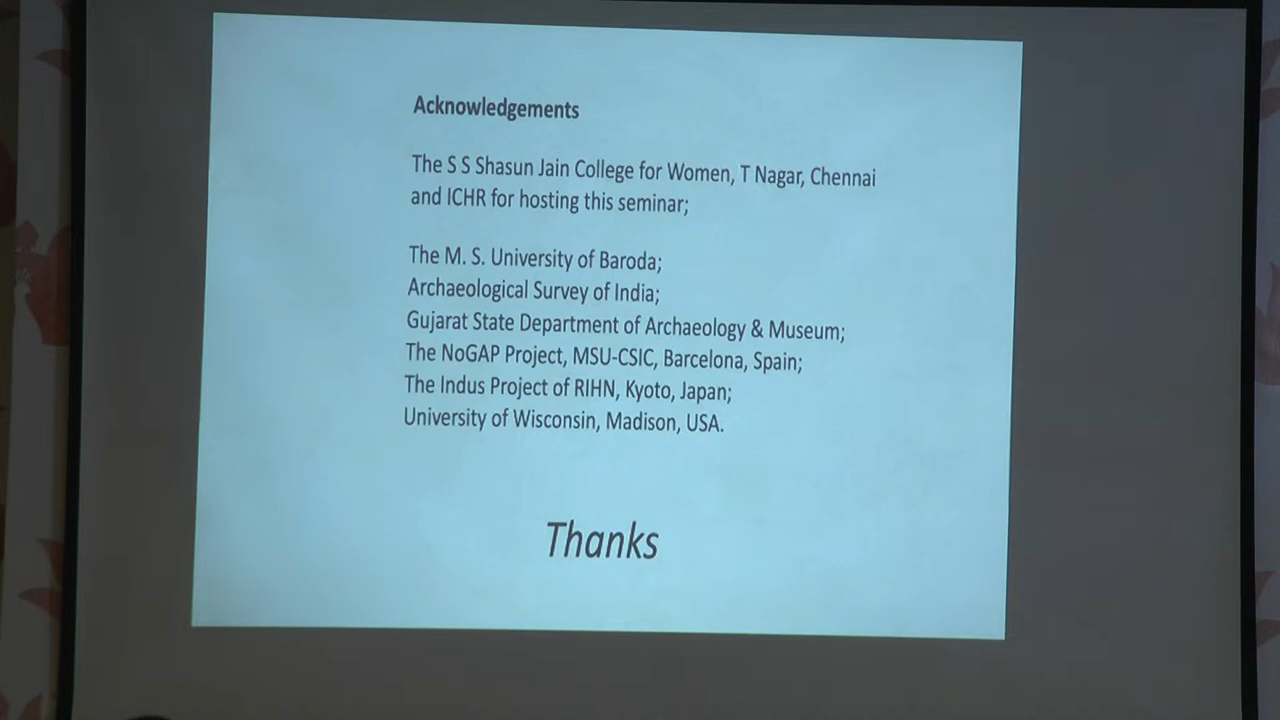 Acknowledgements
The S S Shasun Jain College for Women, T Nagar, Chennai
and ICHR for hosting this seminar;
The M. S. University of Baroda;
Archaeological Survey of India;
Gujarat State Department of Archaeology & Museum;
The NoGAP Project, MSU-CSIC, Barcelona, Spain;
The Indus Project of RIHN, Kyoto, Japan;
University of Wisconsin, Madison, USA.
Thanks